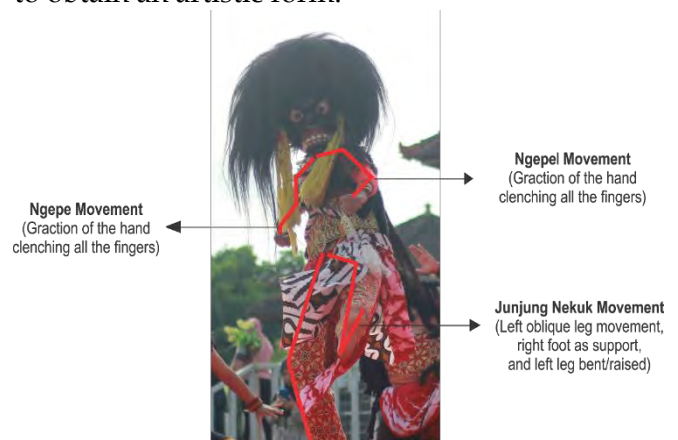 to obtain an artistic form.
Ngepel Movement
(Graction of the hand
clenching all the fingers)
Ngepe Movement
(Graction of the hand
clenching all the fingers)
Junjung Nekuk Movement
(Left oblique leg movement,
right foot as support,
and left leg bent/raised)